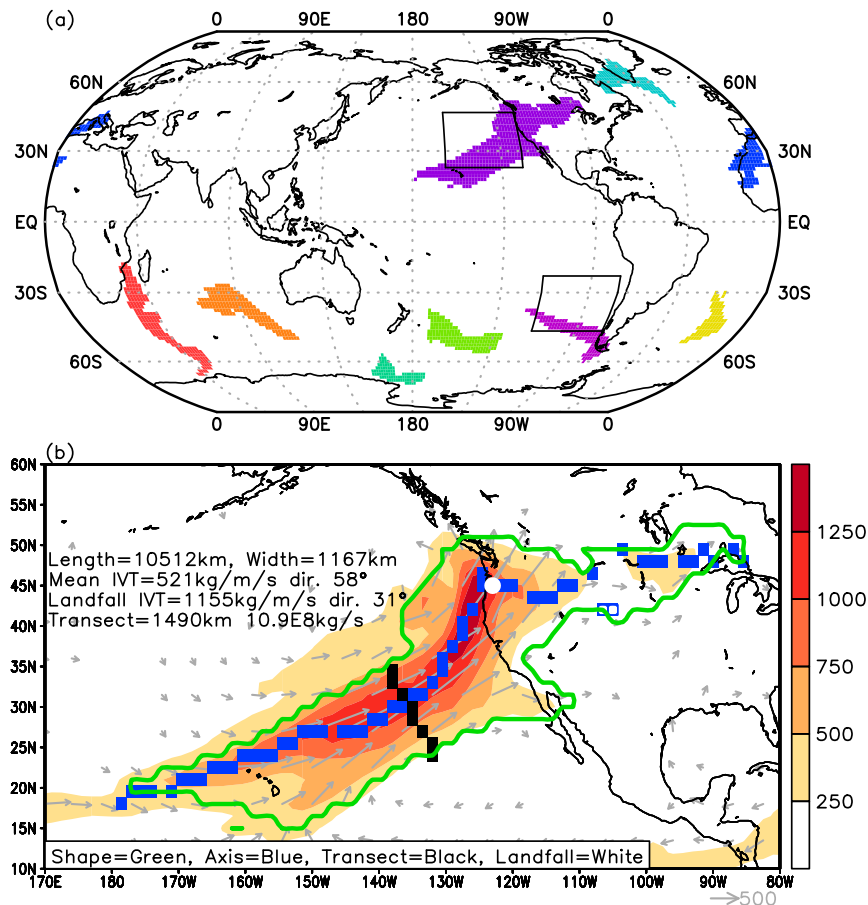 (a)
0 90E 180 90W 0
60N 60N
30N 30N
EQ EQ
30S 30S
60S 60S
0 90E 180 90W 0
(b)
60N
55N
50N
45N
40N
35N
30N
25N
20N
15N
10N
Length=10512km, Width=1167km
Mean IVT=521kg/m/s dir. 58°
Landfall IVT=1155kg/m/s dir. 31°
Transect=1490km 10.9E8kg/s
Shape=Green, Axis=Blue, Transect=Black, Landfall=White
170E 180 170W 160W 150W 140W 130W 120W 110W 100W 90W 80W
500
1250
1000
750
500
250